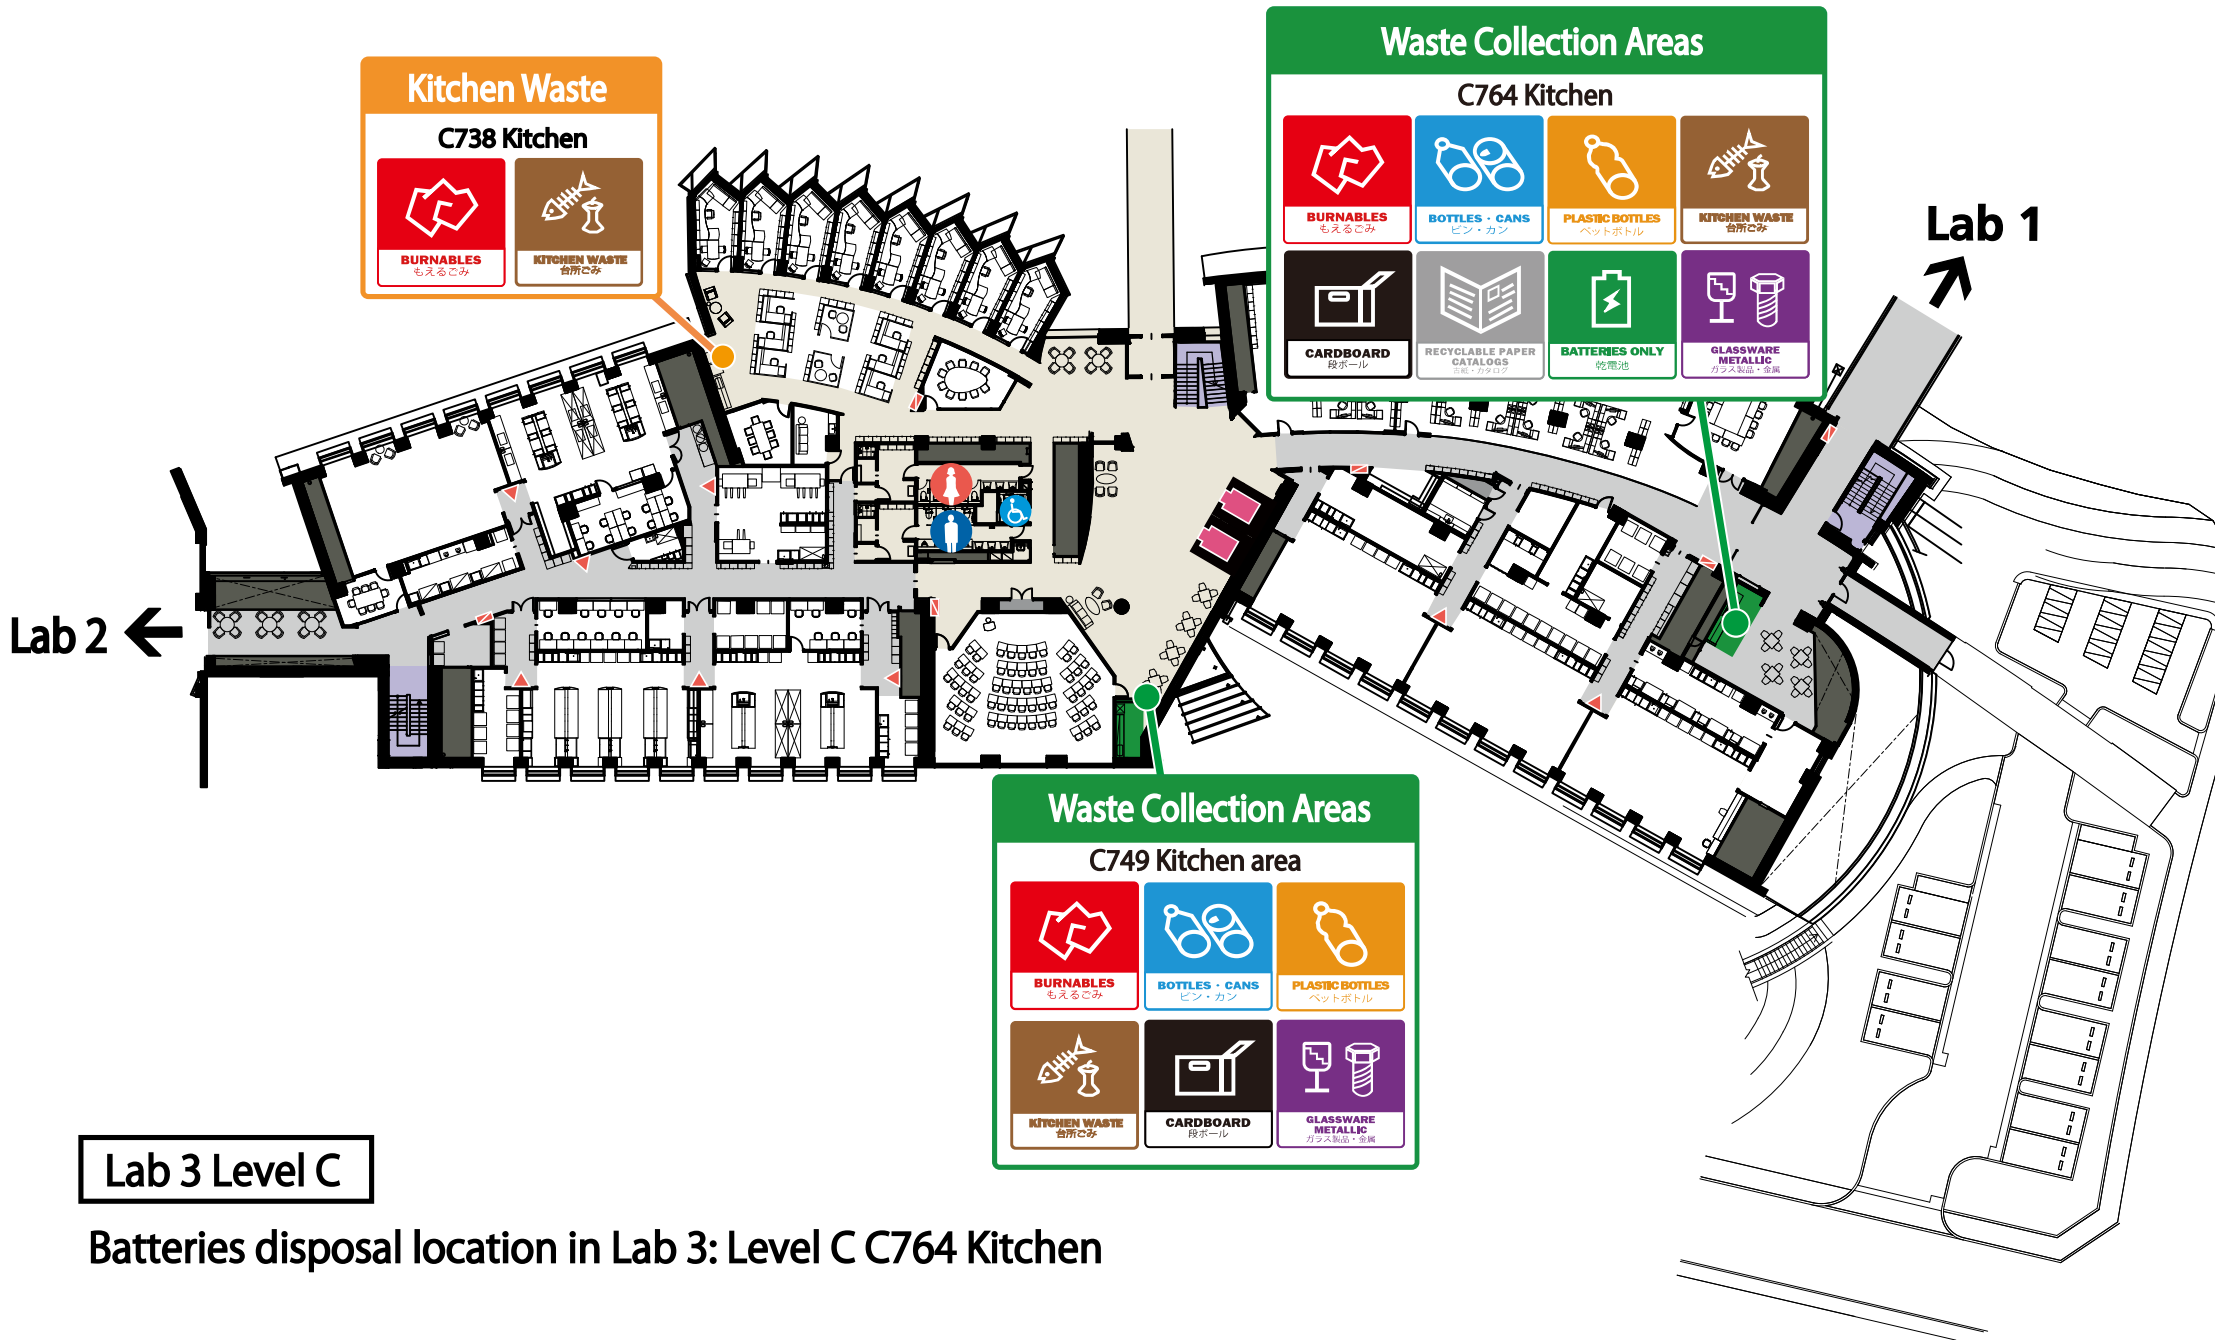 Kitchen Waste
C738 Kitchen
BURNABLES
もえるごみ
KITCHEN WASTE
台所ごみ
Waste Collection Areas
C764 Kitchen
BURNABLES
もえるごみ
BOTTLES・CANS
ビン・カン
PLASTIC BOTTLES
ペットボトル
KITCHEN WASTE
台所ごみ
CARDBOARD
段ボール
RECYCLABLE PAPER
CATALOGS
古紙・カタログ
BATTERIES ONLY
乾電池
GLASSWARE
METALLIC
ガラス製品・金属
Lab 1
Lab 2
Waste Collection Areas
C749 Kitchen area
BURNABLES
もえるごみ
BOTTLES・CANS
ビン・カン
PLASTIC BOTTLES
ペットボトル
KITCHEN WASTE
台所ごみ
CARDBOARD
段ボール
GLASSWARE
METALLIC
ガラス製品・金属
Lab 3 Level C
Batteries disposal location in Lab 3: Level C C764 Kitchen